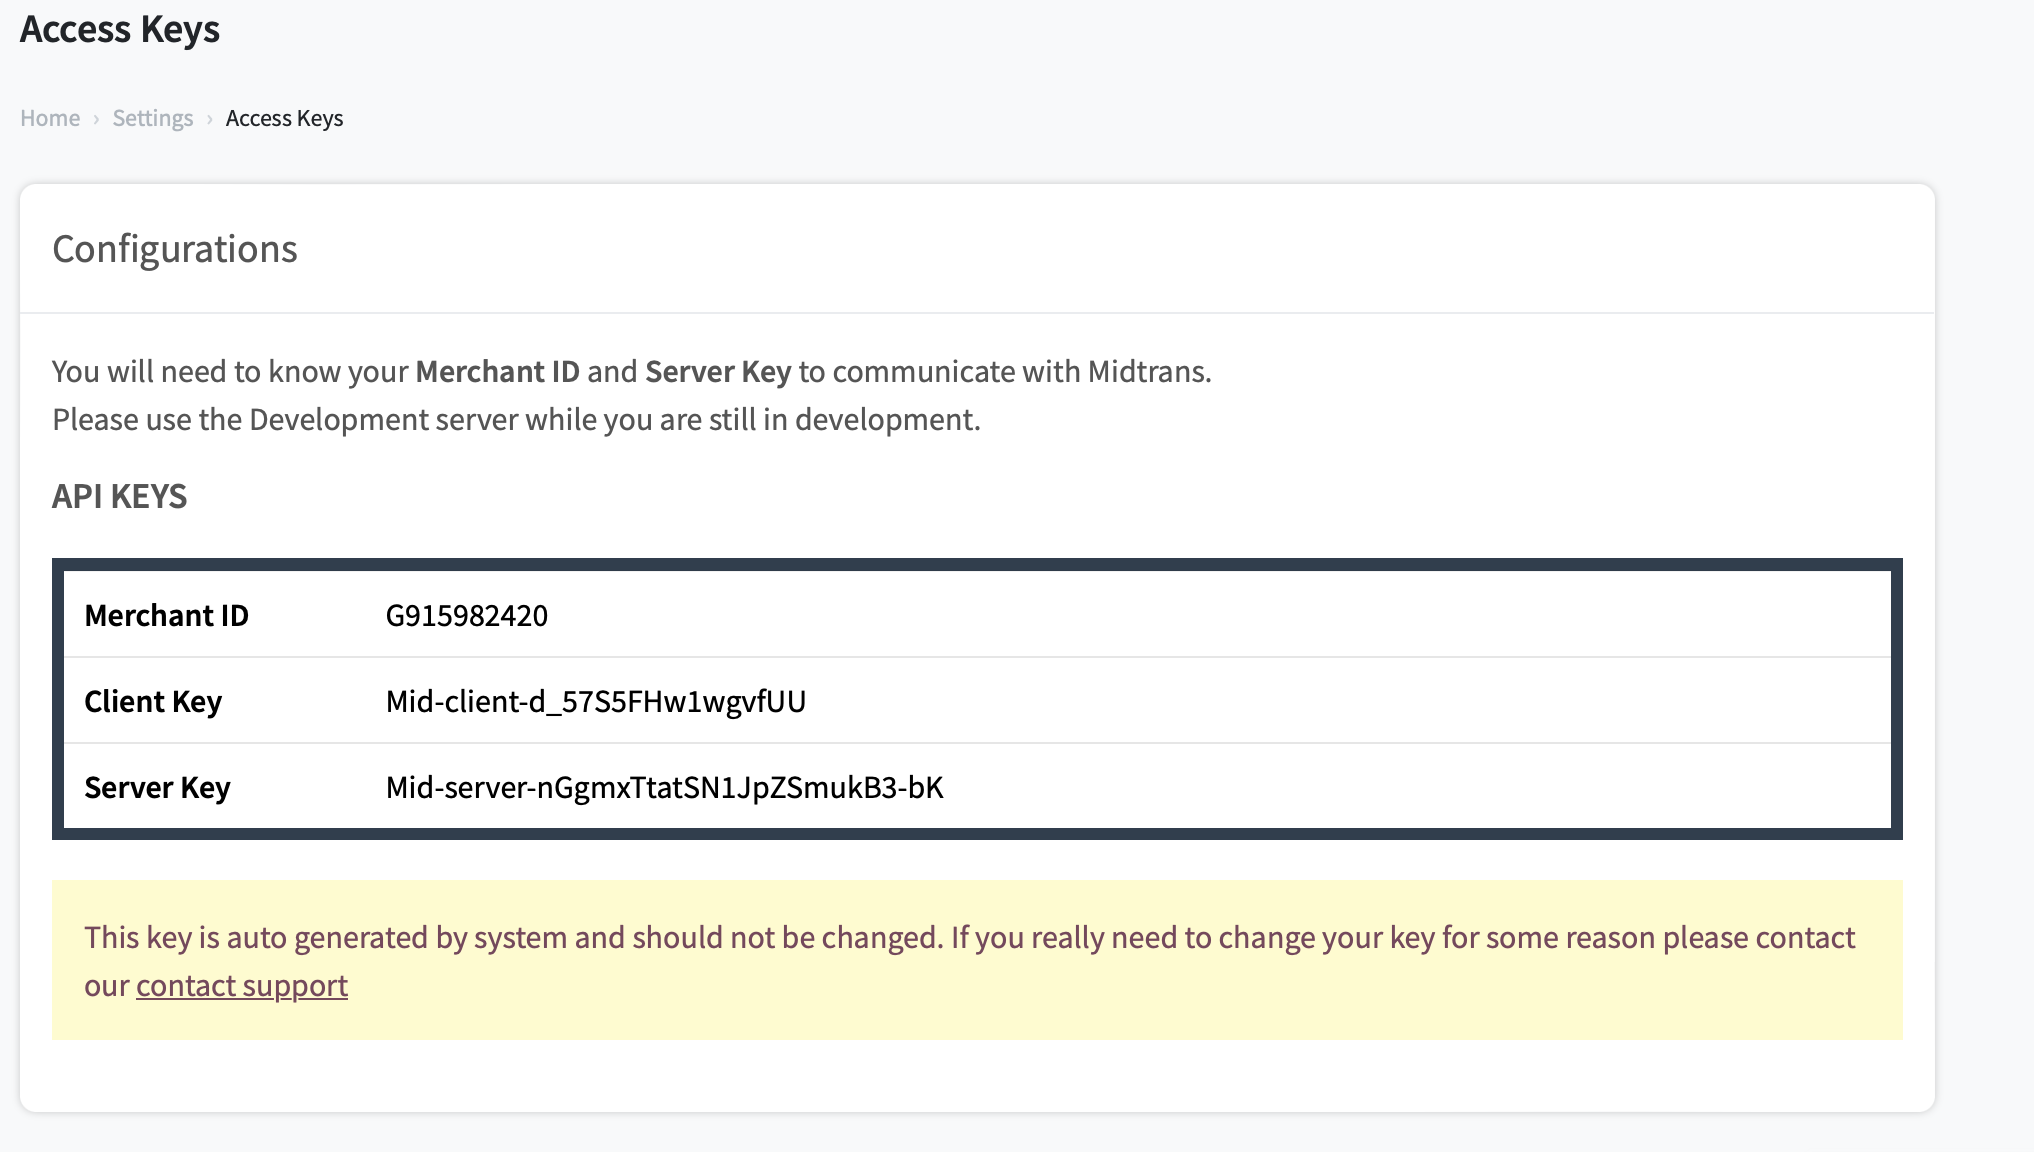 Access Keys
Home › Settings › Access Keys
Configurations
You will need to know your Merchant ID and Server Key to communicate with Midtrans.
Please use the Development server while you are still in development.
API KEYS
Merchant ID G915982420
Client Key Mid-client-d_57S5FHw1wgvfUU
Server Key Mid-server-nGgmxTtatSN1JpZSmukB3-bK
This key is auto generated by system and should not be changed. If you really need to change your key for some reason please contact
our contact support